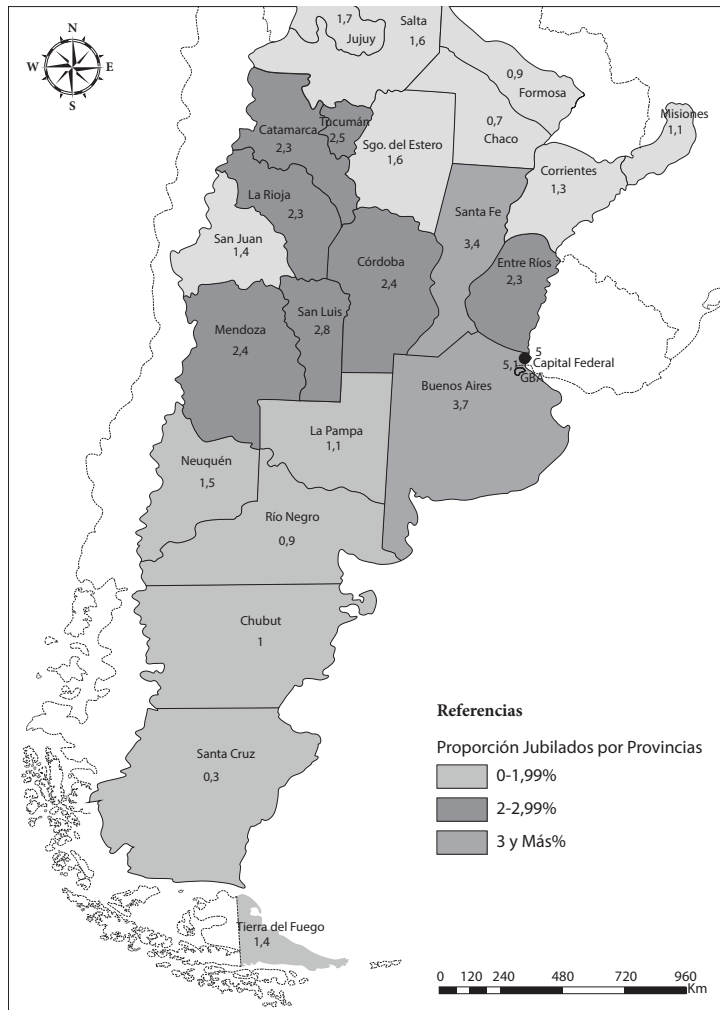 N
W E
S
1,7
Jujuy
Salta
1,6
0,9
Formosa
0,7
Chaco
Misiones
1,1
Catamarca
2,3
Tucumán
2,5
Sgo. del Estero
1,6
Corrientes
1,3
La Rioja
2,3
Santa Fe
3,4
San Juan
1,4
Córdoba
2,4
Entre Ríos
2,3
San Luis
2,8
Mendoza
2,4
5
Capital Federal
5,1
GBA
Buenos Aires
3,7
La Pampa
1,1
Neuquén
1,5
Río Negro
0,9
Chubut
1
Santa Cruz
0,3
Tierra del Fuego
1,4
Referencias
Proporción Jubilados por Provincias
0-1,99%
2-2,99%
3 y Más%
0 120 240 480 720 960
Km